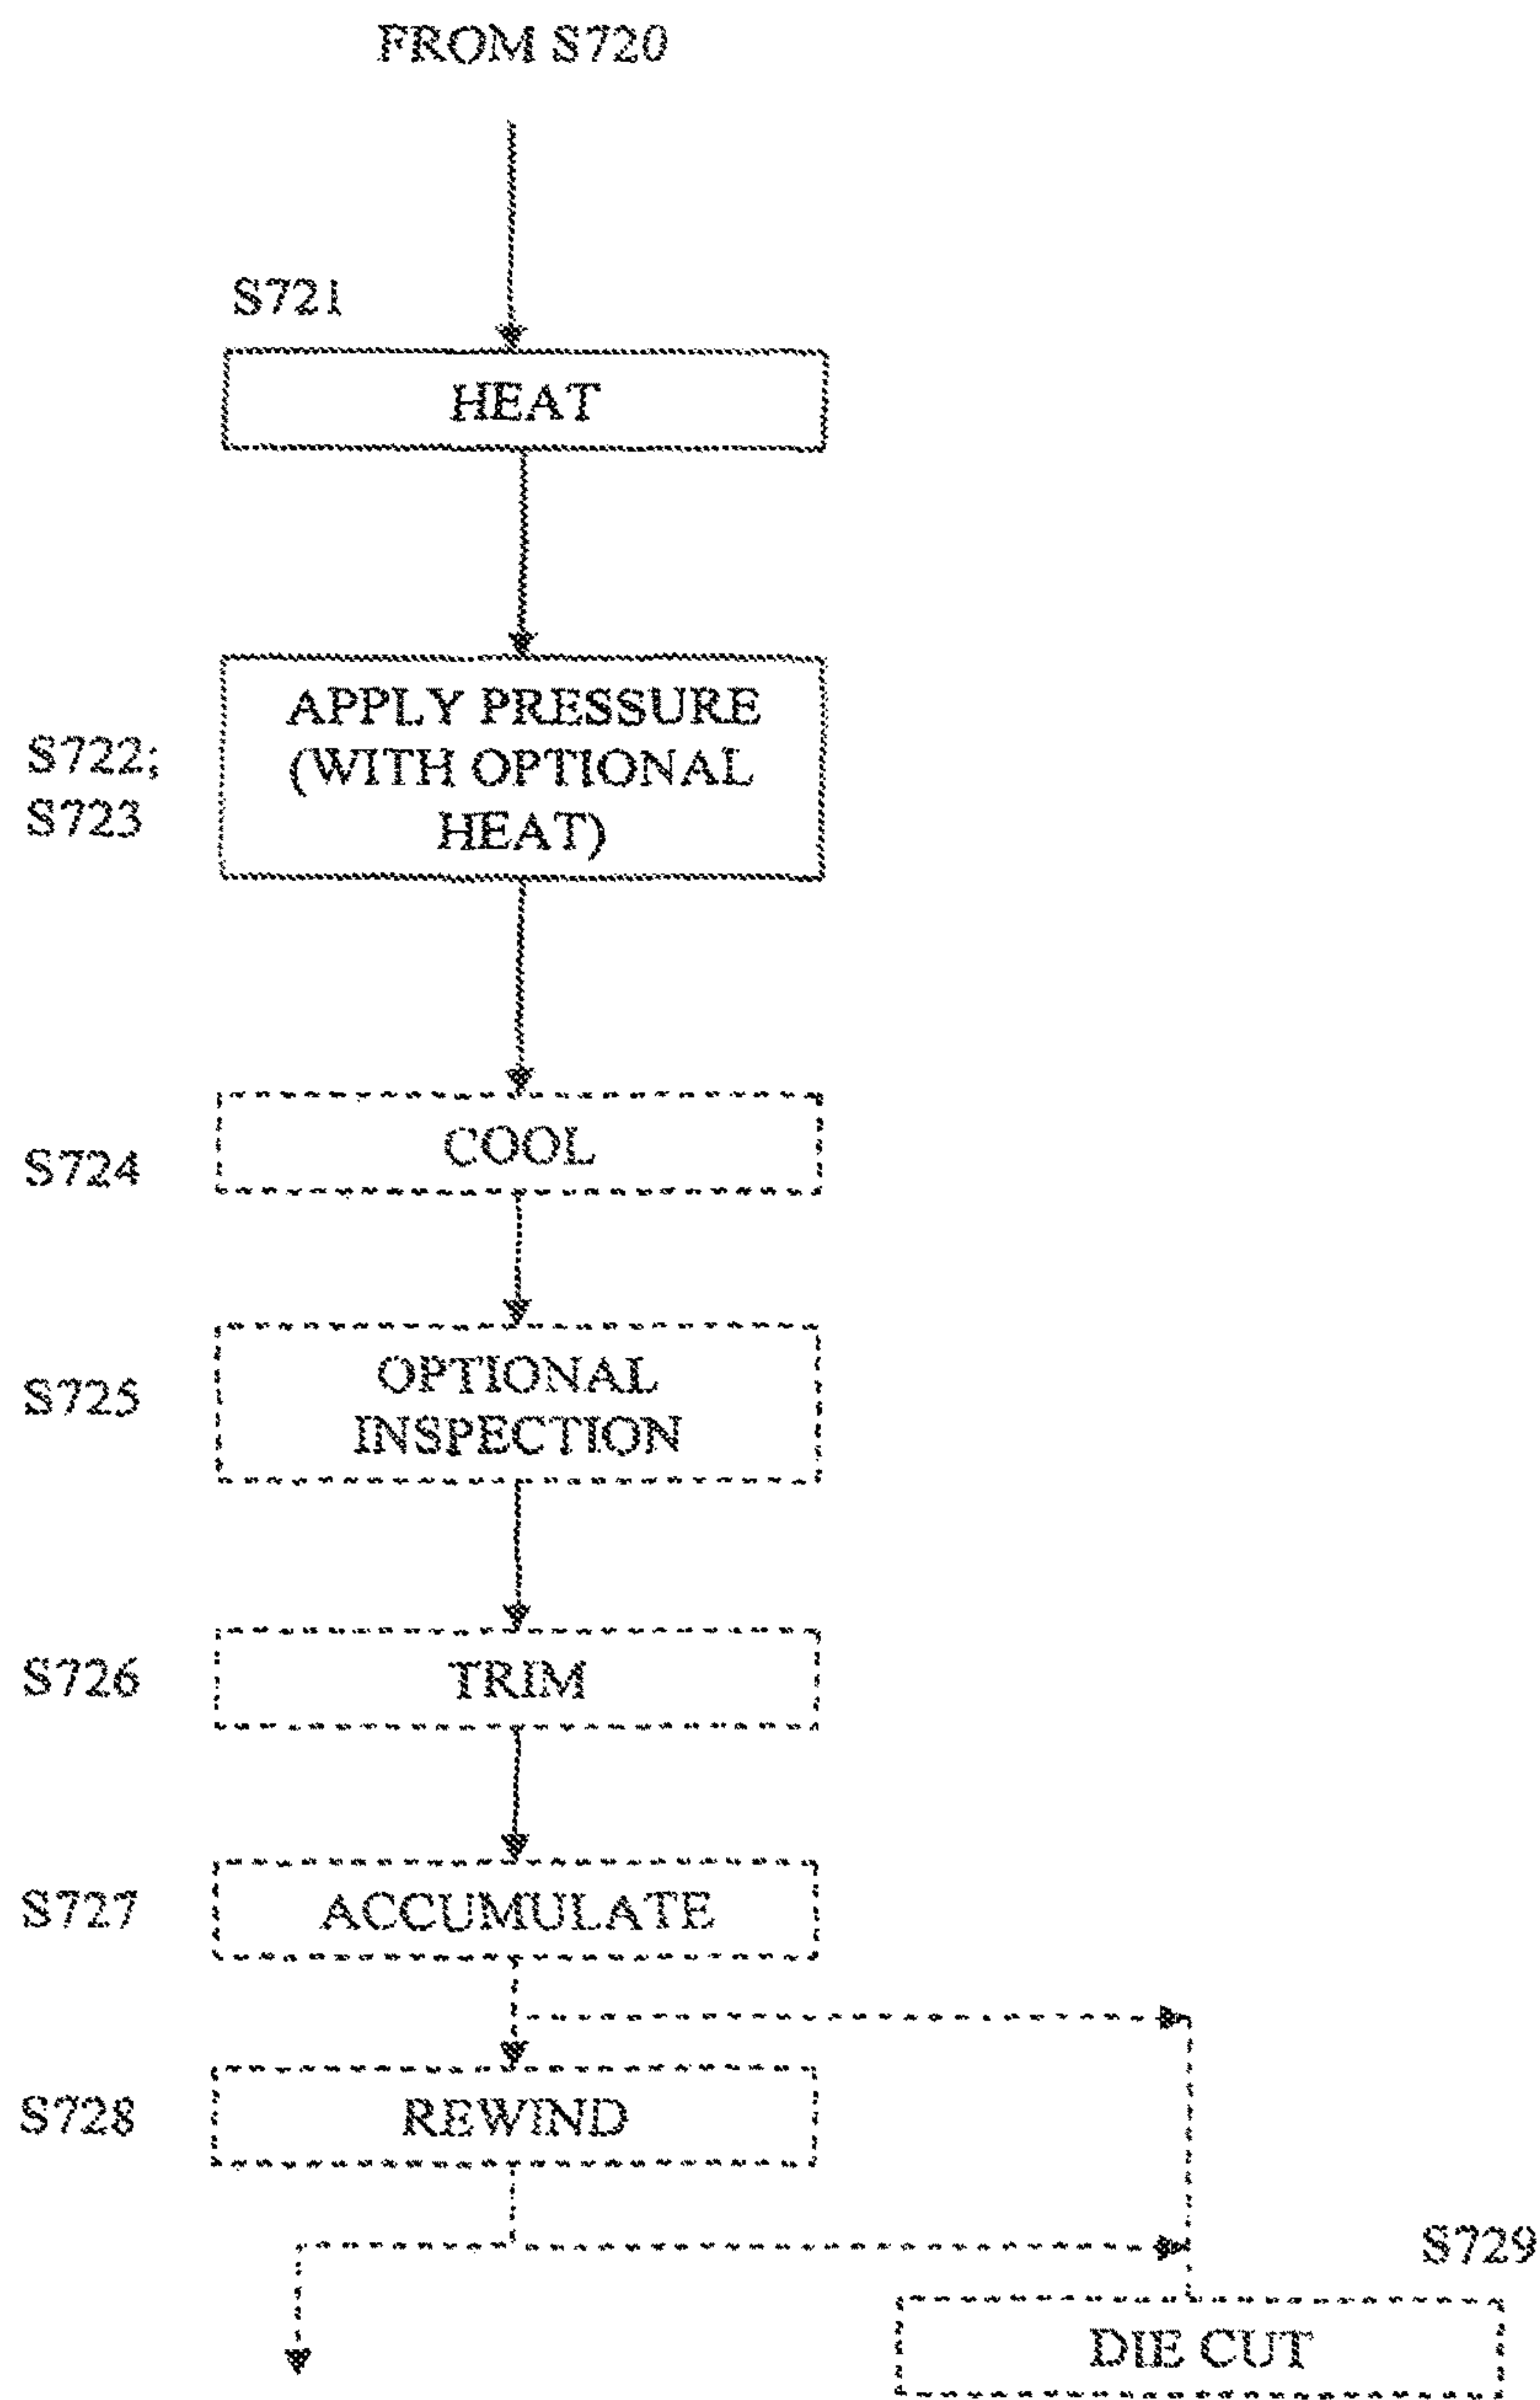 FROM S720
S721
HEAT
S722;
S723
APPLY PRESSURE
(WITH OPTIONAL
HEAT)
S724
COOL
S725
OPTIONAL
INSPECTION
S726
TRIM
S727
ACCUMULATE
S728
REWIND
S729
DIE CUT